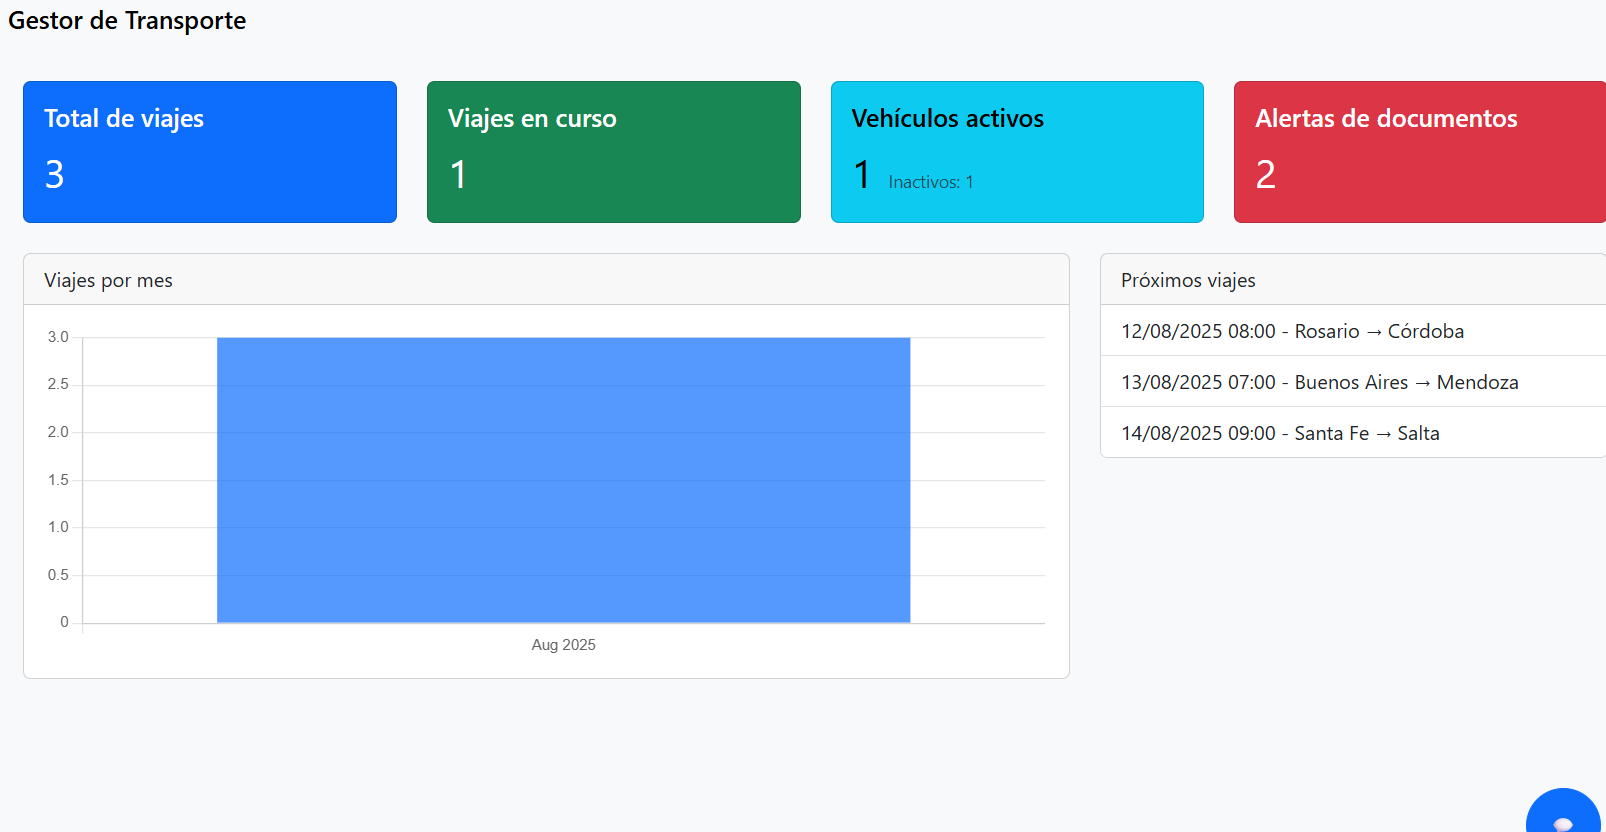 Gestor de Transporte
Total de viajes
3
Viajes en curso
1
Vehículos activos
1 Inactivos: 1
Alertas de documentos
2
Viajes por mes
3.0
2.5
2.0
1.5
1.0
0.5
0
Aug 2025
Próximos viajes
12/08/2025 08:00 - Rosario → Córdoba
13/08/2025 07:00 - Buenos Aires → Mendoza
14/08/2025 09:00 - Santa Fe → Salta